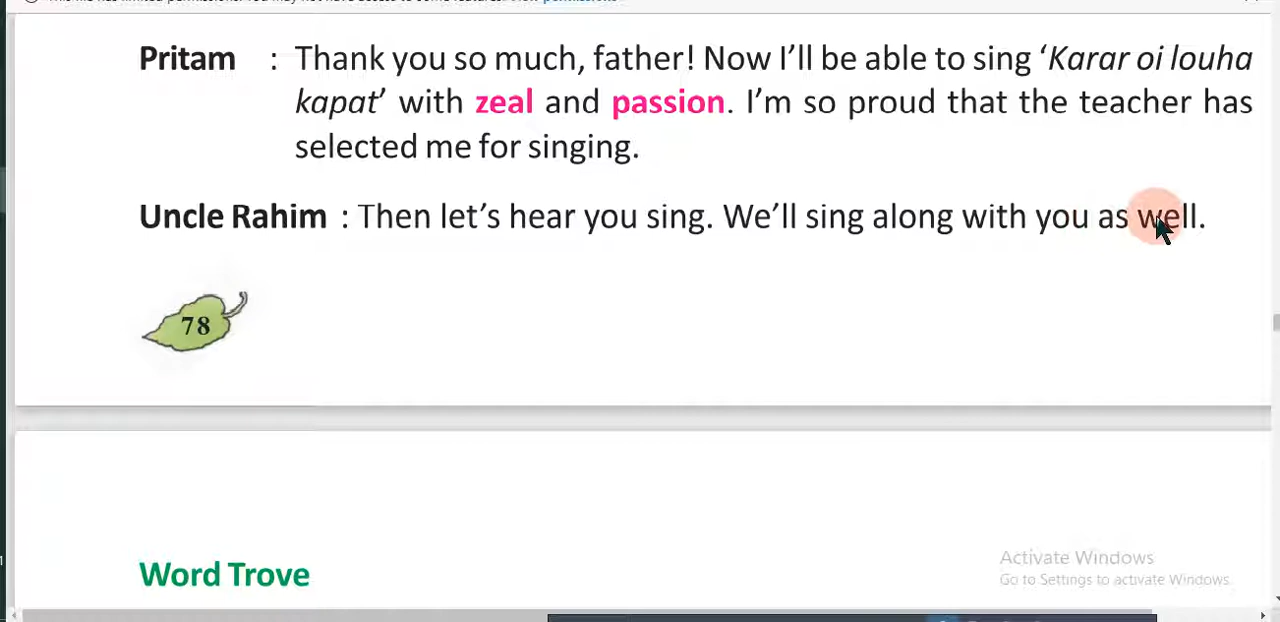 Pritam : Thank you so much, father! Now I'll be able to sing ‘Karar oi louha
kapat’ with zeal and passion. I'm so proud that the teacher has
selected me for singing.
Uncle Rahim : Then let's hear you sing. We'll sing along with you as well.
78
Word Trove
Activate Windows
Go to Settings to activate Windows.